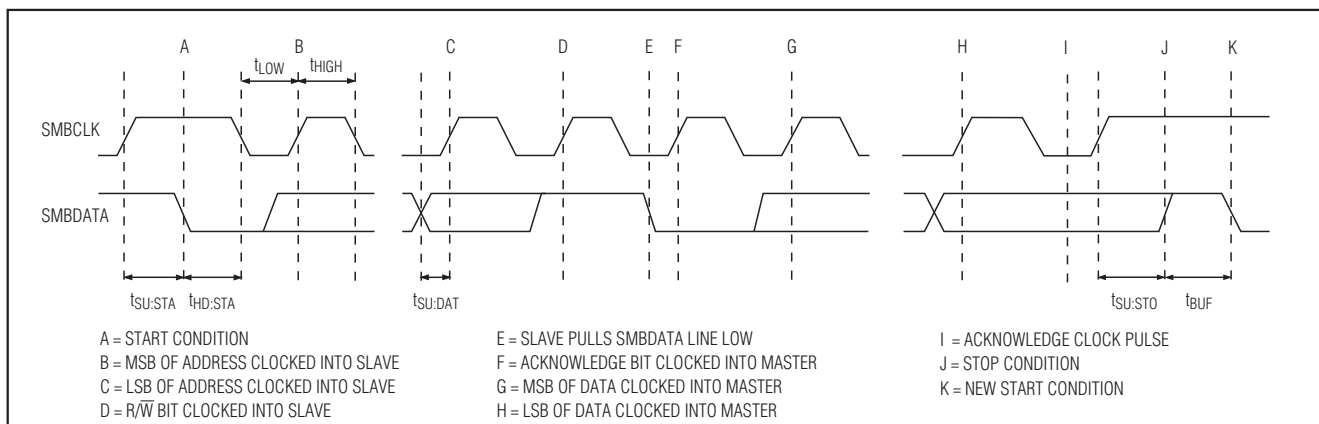 A B C D E F G H I J K
tLOW tHIGH
SMBCLK
SMBDATA
tSU:STA tHD:STA tSU:DAT tSU:STO tBUF
A = START CONDITION
B = MSB OF ADDRESS CLOCKED INTO SLAVE
C = LSB OF ADDRESS CLOCKED INTO SLAVE
D = R/W̅ BIT CLOCKED INTO SLAVE
E = SLAVE PULLS SMBDATA LINE LOW
F = ACKNOWLEDGE BIT CLOCKED INTO MASTER
G = MSB OF DATA CLOCKED INTO MASTER
H = LSB OF DATA CLOCKED INTO MASTER
I = ACKNOWLEDGE CLOCK PULSE
J = STOP CONDITION
K = NEW START CONDITION